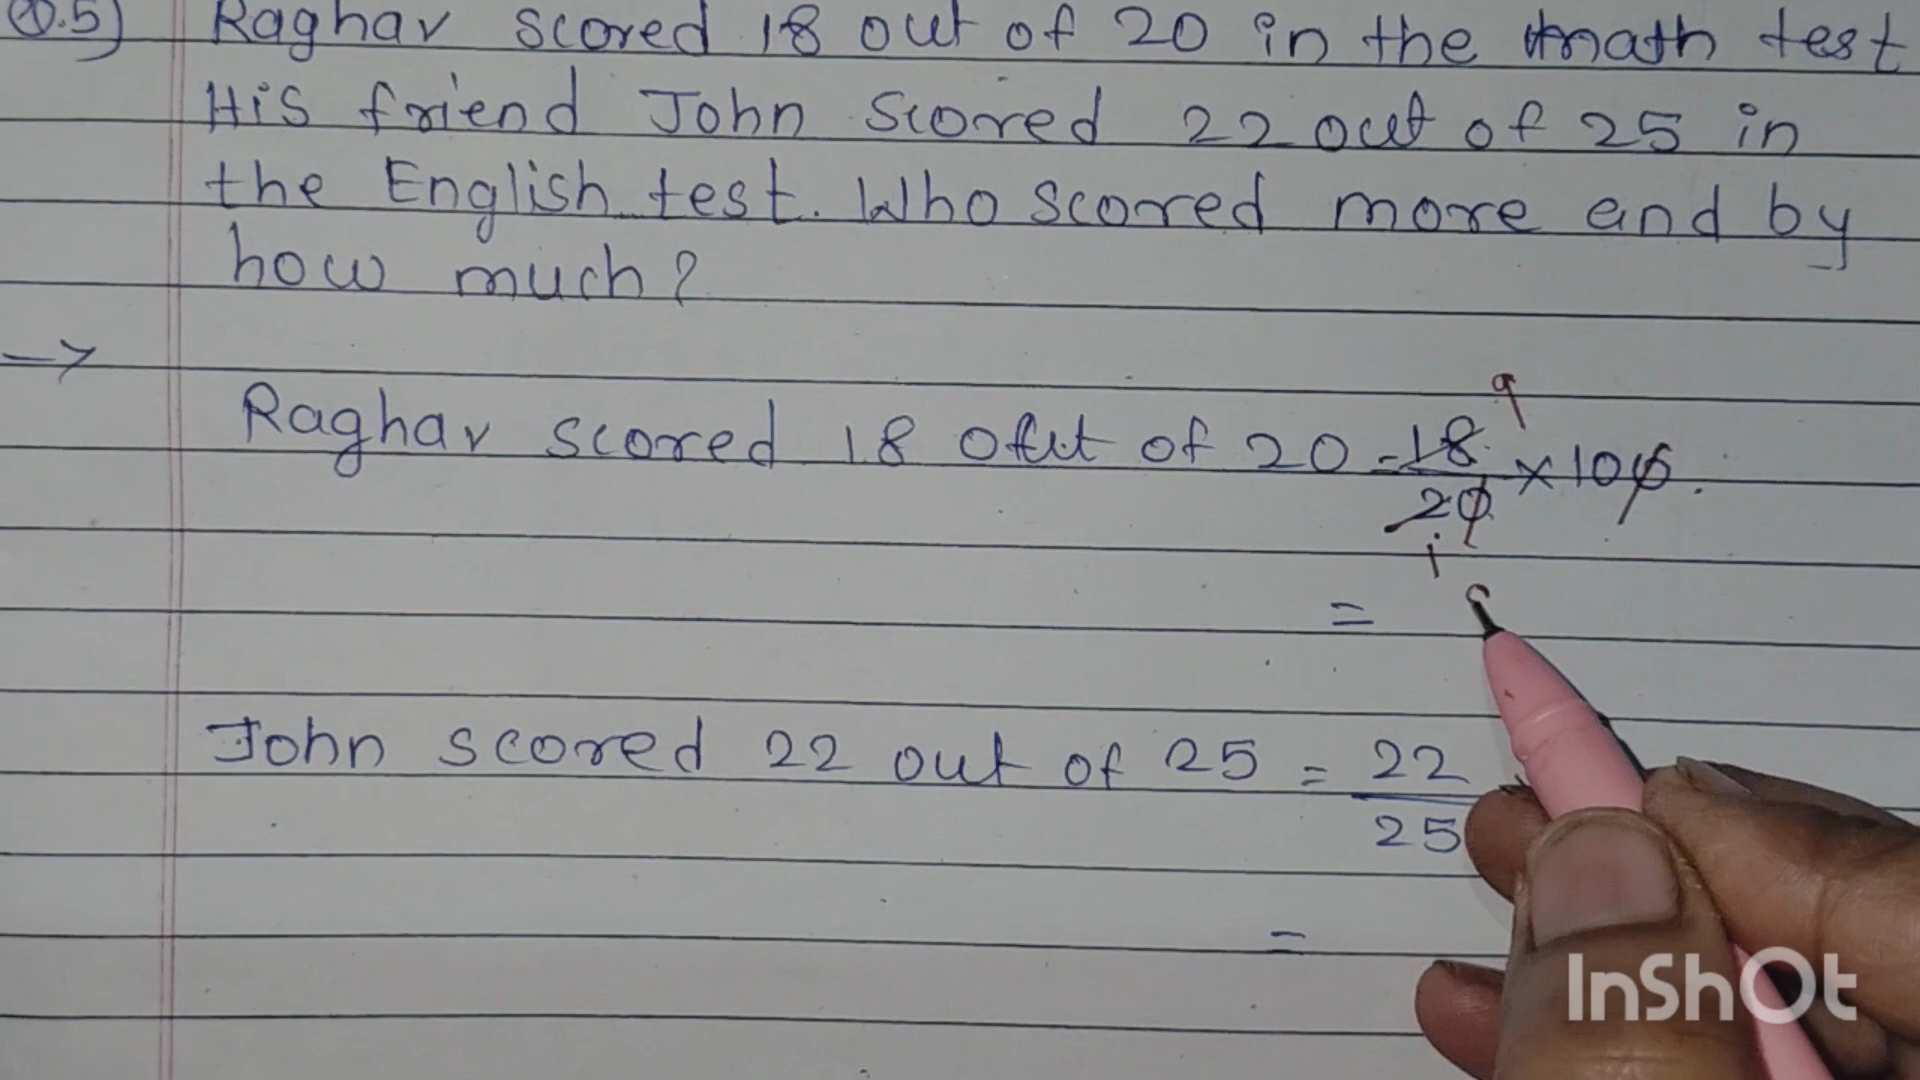 Q.5) Raghav scored 18 out of 20 in the math test
His friend John scored 22 out of 25 in
the English test. Who scored more and by
how much?
->
Raghav scored 18 out of 20 = 18/20 × 100
9
1
=
John scored 22 out of 25 = 22/25
=
InShOt